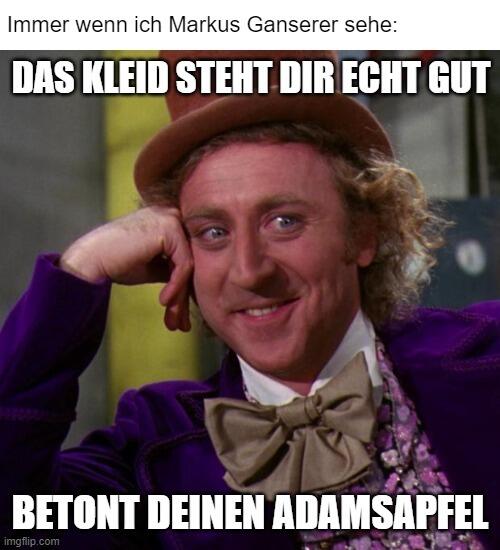 Immer wenn ich Markus Ganserer sehe:
DAS KLEID STEHT DIR ECHT GUT
BETONT DEINEN ADAMSAPFEL
imgflip.com